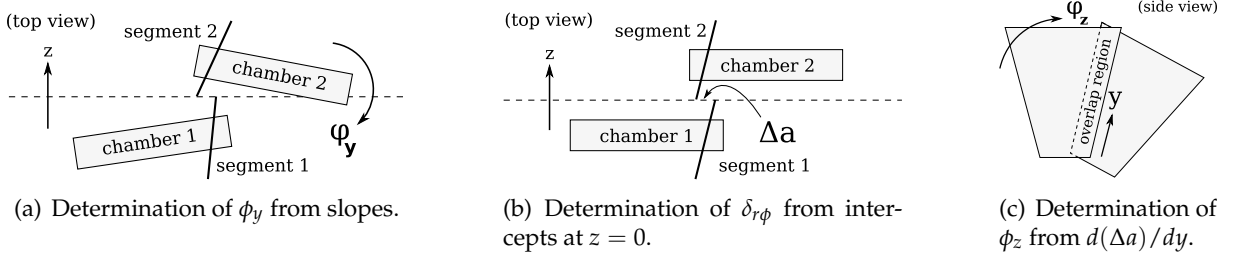 (top view)
segment 2
z
chamber 2
chamber 1
φy
segment 1
(a) Determination of ϕy from slopes.
(top view)
segment 2
z
chamber 2
chamber 1
Δa
segment 1
(b) Determination of δrϕ from inter-
cepts at z = 0.
φz
(side view)
overlap region
y
(c) Determination of
ϕz from d(Δa)/dy.